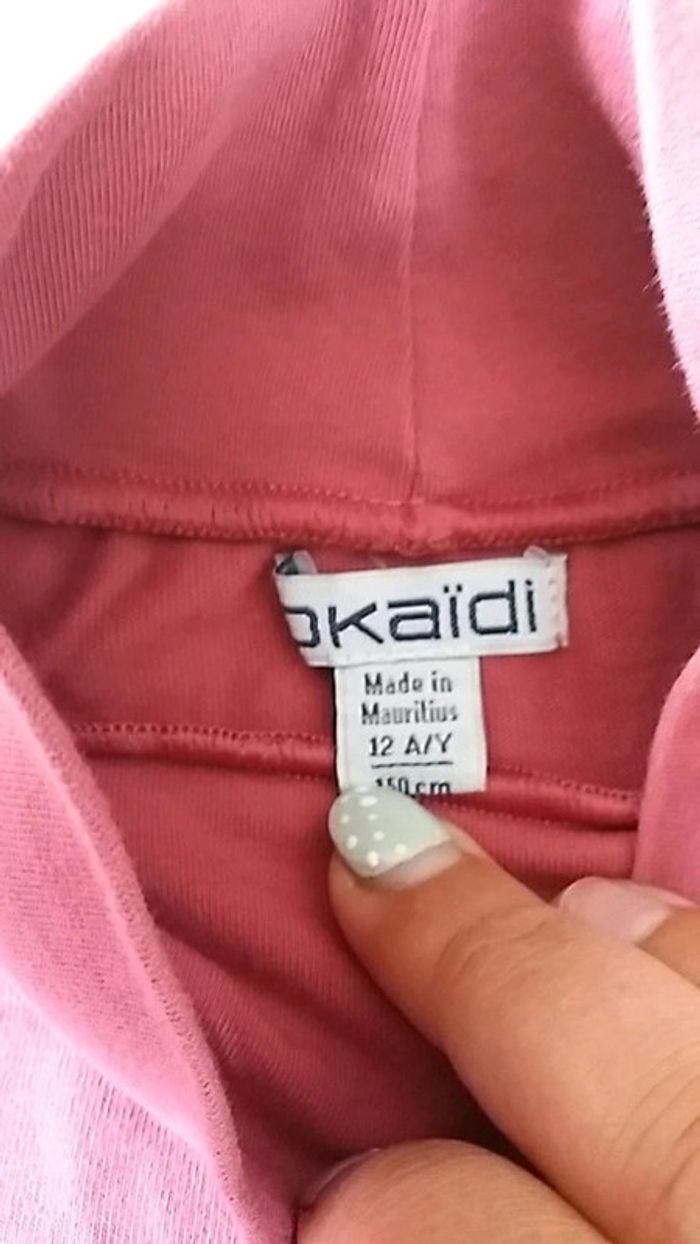 okaïdi
Made in
Mauritius
12 A/Y
150 cm